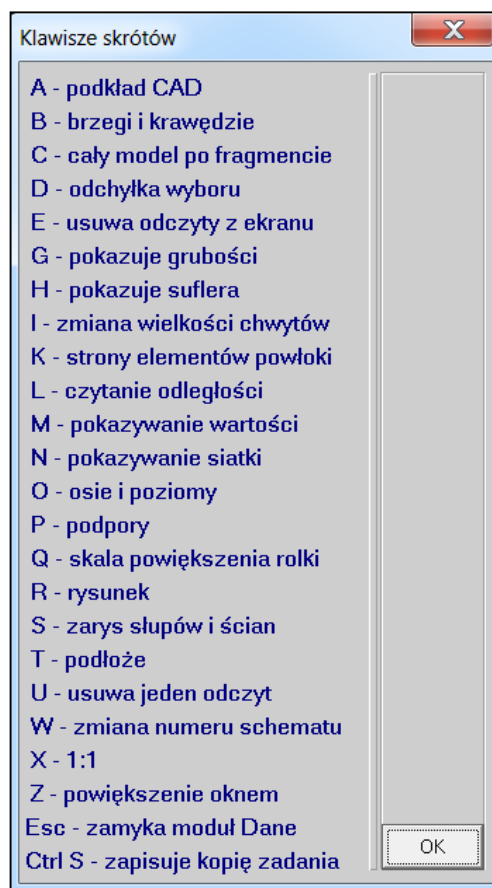 Klawisze skrótów
A - podkład CAD
B - brzegi i krawędzie
C - cały model po fragmencie
D - odchyłka wyboru
E - usuwa odczyty z ekranu
G - pokazuje grubości
H - pokazuje suflera
I - zmiana wielkości chwytów
K - strony elementów powłoki
L - czytanie odległości
M - pokazywanie wartości
N - pokazywanie siatki
O - osie i poziomy
P - podpory
Q - skala powiększenia rolki
R - rysunek
S - zarys słupów i ścian
T - podłoże
U - usuwa jeden odczyt
W - zmiana numeru schematu
X - 1:1
Z - powiększenie oknem
Esc - zamyka moduł Dane
Ctrl S - zapisuje kopię zadania
OK